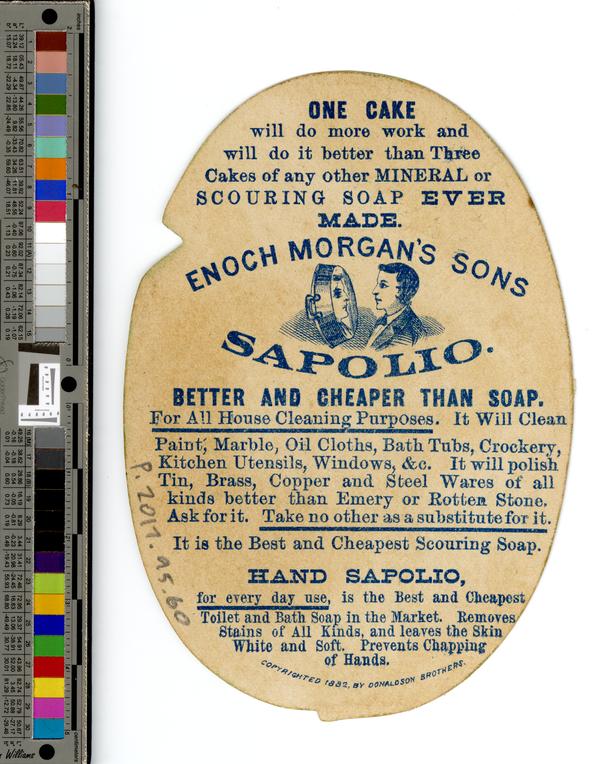 ONE CAKE
will do more work and
will do it better than Three
Cakes of any other MINERAL or
SCOURING SOAP EVER
MADE.
ENOCH MORGAN'S SONS
SAPOLIO.
BETTER AND CHEAPER THAN SOAP.
For All House Cleaning Purposes. It Will Clean
Paint, Marble, Oil Cloths, Bath Tubs, Crockery,
Kitchen Utensils, Windows, &c. It will polish
Tin, Brass, Copper and Steel Wares of all
kinds better than Emery or Rotten Stone.
Ask for it. Take no other as a substitute for it.
It is the Best and Cheapest Scouring Soap.
HAND SAPOLIO,
for every day use, is the Best and Cheapest
Toilet and Bath Soap in the Market. Removes
Stains of All Kinds, and leaves the Skin
White and Soft. Prevents Chapping
of Hands.
COPYRIGHTED 1882, BY DONALDSON BROTHERS.
P.2017.95.60
inches
centimeters
Williams